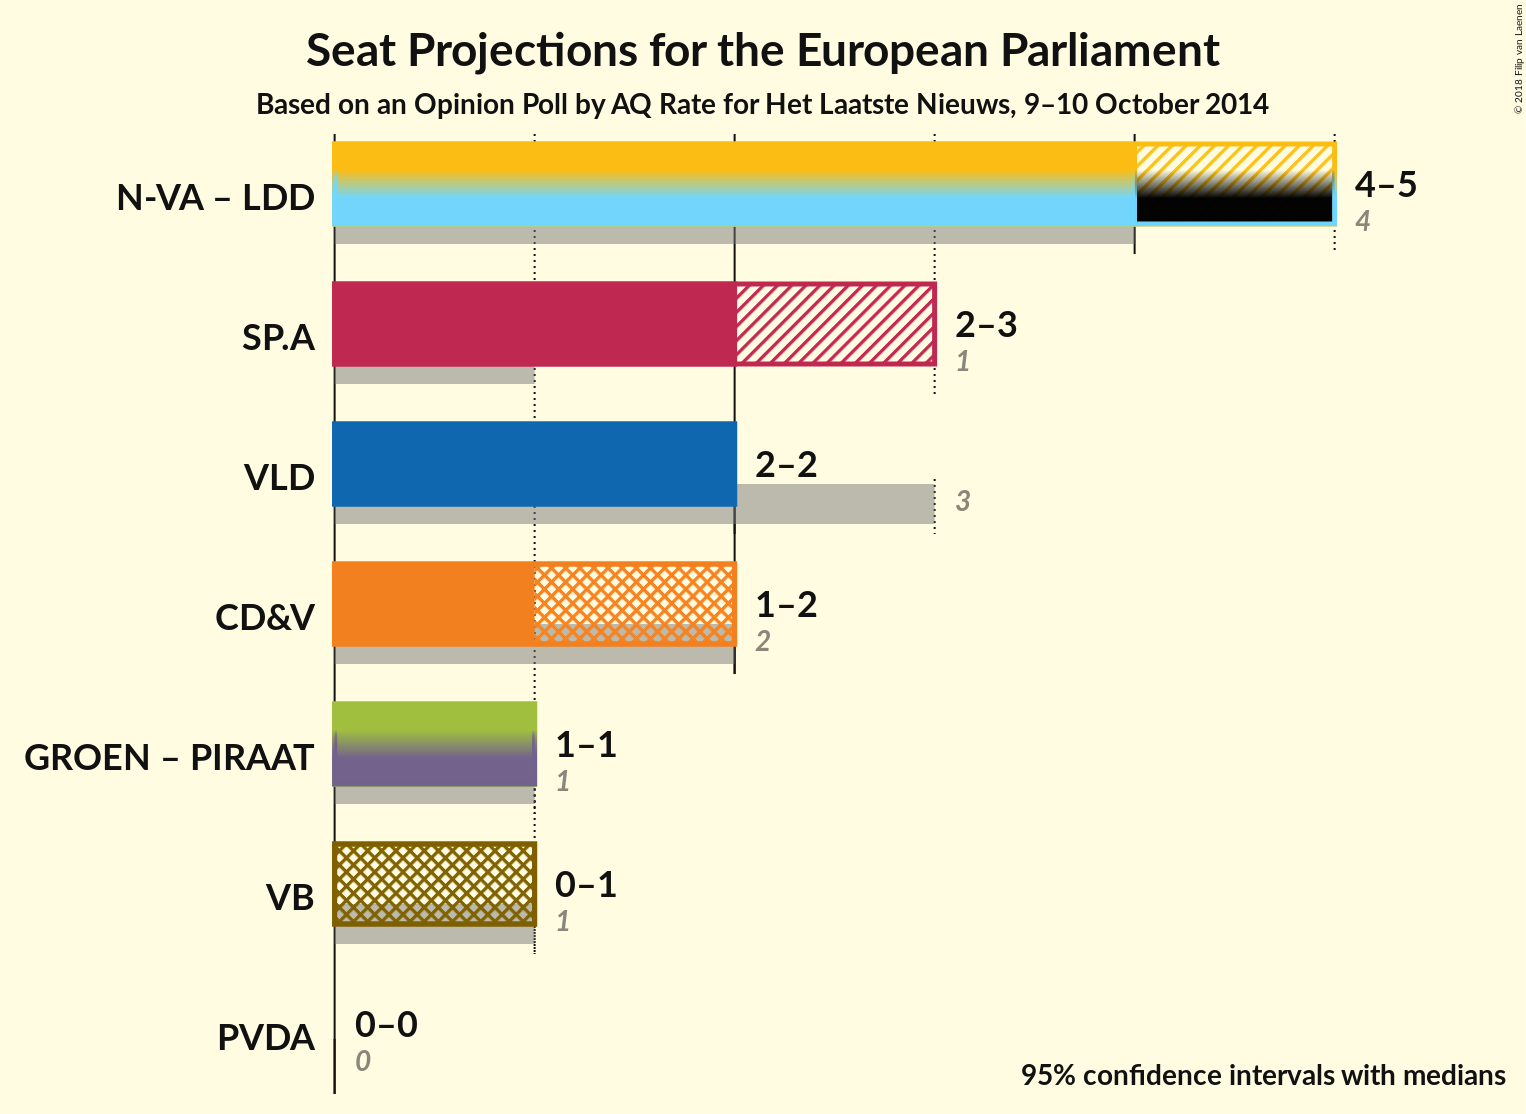 Seat Projections for the European Parliament
Based on an Opinion Poll by AQ Rate for Het Laatste Nieuws, 9–10 October 2014
© 2018 Filip van Laenen
N-VA – LDD
4–5
4
SP.A
2–3
1
VLD
2–2
3
CD&V
1–2
2
GROEN – PIRAAT
1–1
1
VB
0–1
1
PVDA
0–0
0
95% confidence intervals with medians